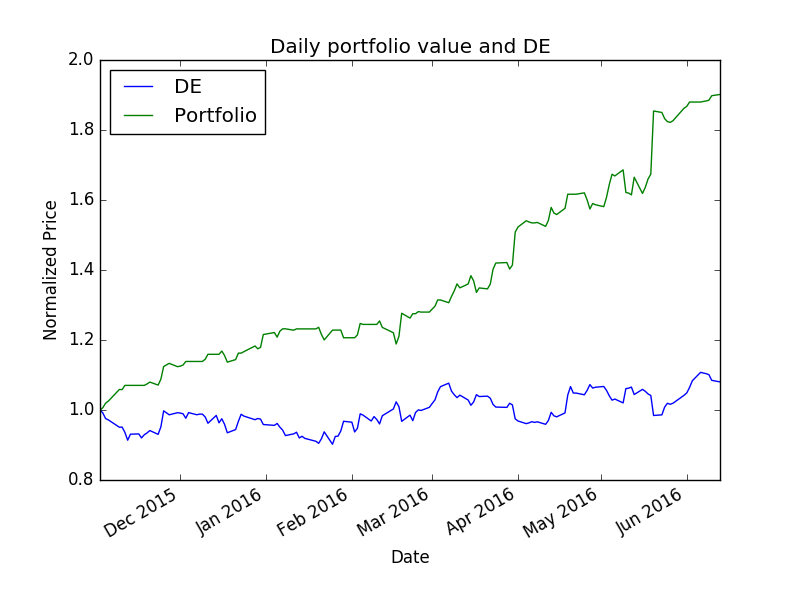 Daily portfolio value and DE
DE
Portfolio
2.0
1.8
1.6
1.4
1.2
1.0
0.8
Normalized Price
Dec 2015
Jan 2016
Feb 2016
Mar 2016
Apr 2016
May 2016
Jun 2016
Date